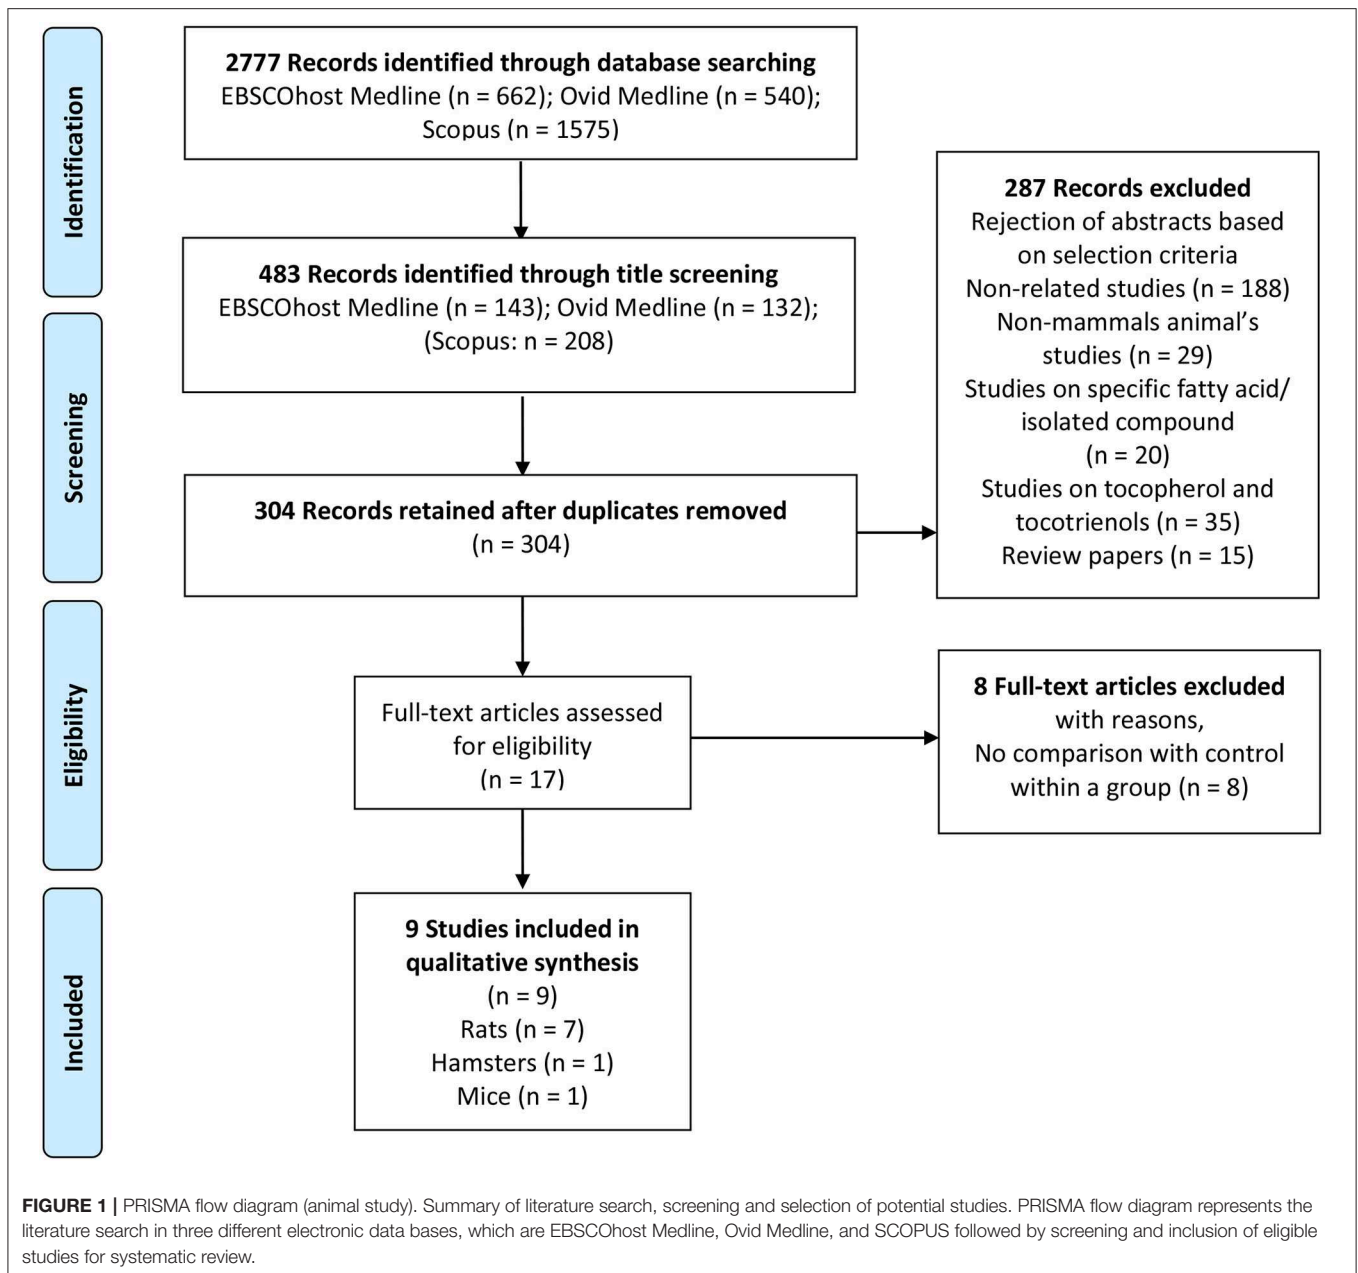 Identification
2777 Records identified through database searching
EBSCOhost Medline (n = 662); Ovid Medline (n = 540);
Scopus (n = 1575)
483 Records identified through title screening
EBSCOhost Medline (n = 143); Ovid Medline (n = 132);
(Scopus: n = 208)
Screening
304 Records retained after duplicates removed
(n = 304)
287 Records excluded
Rejection of abstracts based
on selection criteria
Non-related studies (n = 188)
Non-mammals animal's
studies (n = 29)
Studies on specific fatty acid/
isolated compound
(n = 20)
Studies on tocopherol and
tocotrienols (n = 35)
Review papers (n = 15)
Eligibility
Full-text articles assessed
for eligibility
(n = 17)
8 Full-text articles excluded
with reasons,
No comparison with control
within a group (n = 8)
Included
9 Studies included in
qualitative synthesis
(n = 9)
Rats (n = 7)
Hamsters (n = 1)
Mice (n = 1)
FIGURE 1 | PRISMA flow diagram (animal study). Summary of literature search, screening and selection of potential studies. PRISMA flow diagram represents the
literature search in three different electronic data bases, which are EBSCOhost Medline, Ovid Medline, and SCOPUS followed by screening and inclusion of eligible
studies for systematic review.